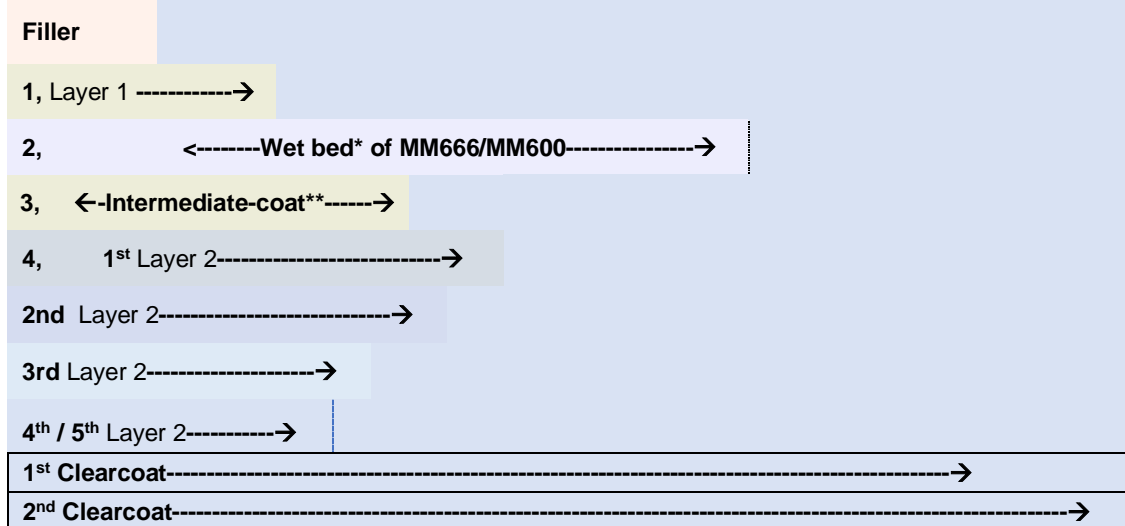 Filler
1, Layer 1 ------------→
2, <--------Wet bed* of MM666/MM600----------------→
3, ←-Intermediate-coat**------→
4, 1st Layer 2----------------------------→
2nd Layer 2-----------------------------→
3rd Layer 2---------------------→
4th / 5th Layer 2-----------→
1st Clearcoat--------------------------------------------------------------------------------------------------→
2nd Clearcoat----------------------------------------------------------------------------------------------------------------→